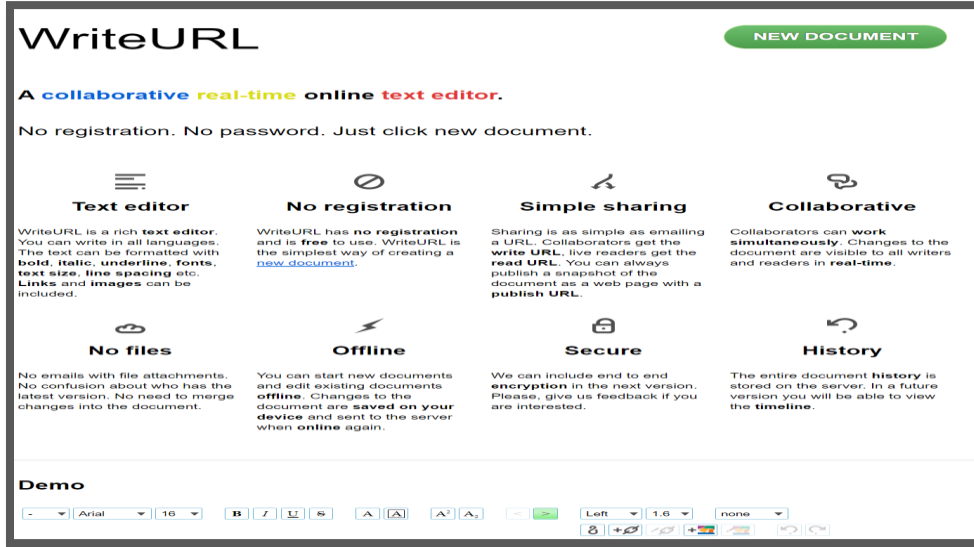 WriteURL
NEW DOCUMENT
A collaborative real-time online text editor.
No registration. No password. Just click new document.
Text editor
WriteURL is a rich text editor.
You can write in all languages.
The text can be formatted with
bold, italic, underline, fonts,
text size, line spacing etc.
Links and images can be
included.
No registration
WriteURL has no registration
and is free to use. WriteURL is
the simplest way of creating a
new document.
Simple sharing
Sharing is as simple as emailing
a URL. Collaborators get the
write URL, live readers get the
read URL. You can always
publish a snapshot of the
document as a web page with a
publish URL.
Collaborative
Collaborators can work
simultaneously. Changes to the
document are visible to all writers
and readers in real-time.
No files
No emails with file attachments.
No confusion about who has the
latest version. No need to merge
changes into the document.
Offline
You can start new documents
and edit existing documents
offline. Changes to the
document are saved on your
device and sent to the server
when online again.
Secure
We can include end to end
encryption in the next version.
Please, give us feedback if you
are interested.
History
The entire document history is
stored on the server. In a future
version you will be able to view
the timeline.
Demo
- Arial 16 B I U S A A A² A₂ < > Left 1.6 none